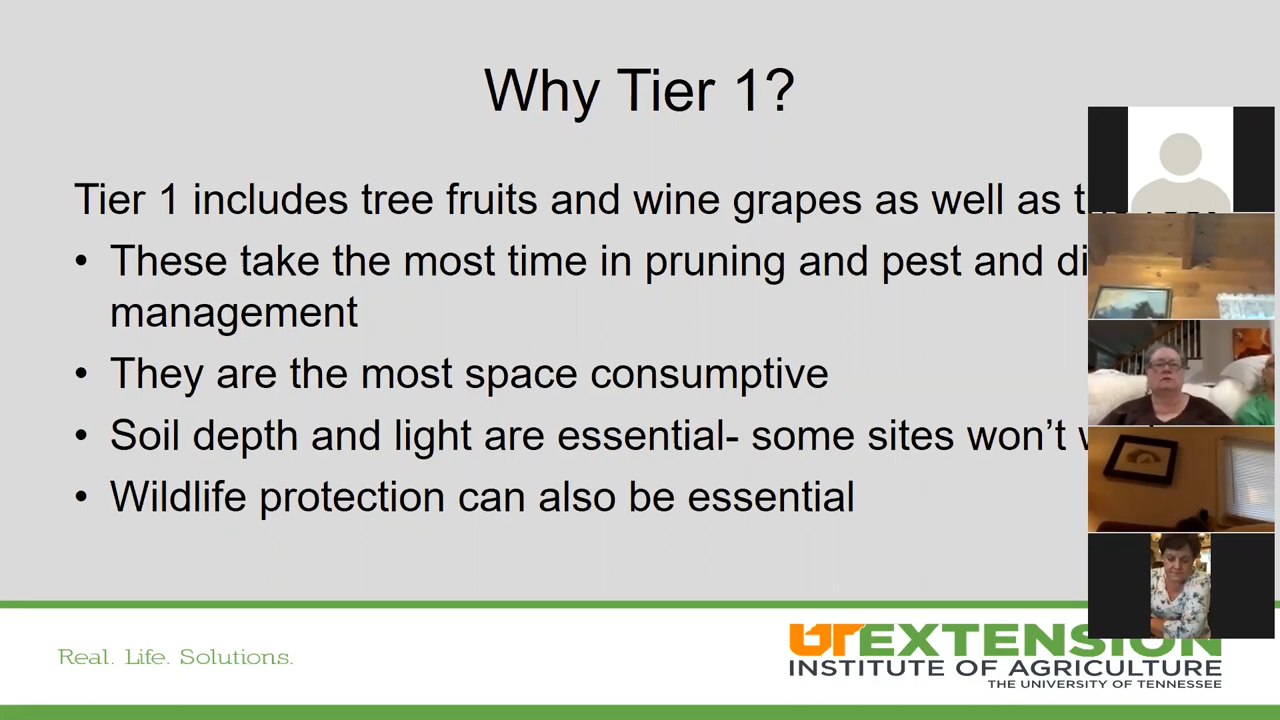 Why Tier 1?
Tier 1 includes tree fruits and wine grapes as well as
• These take the most time in pruning and pest and
management
• They are the most space consumptive
• Soil depth and light are essential- some sites won’t
• Wildlife protection can also be essential
Real. Life. Solutions.
UT EXTENSION
INSTITUTE OF AGRICULTURE
THE UNIVERSITY OF TENNESSEE